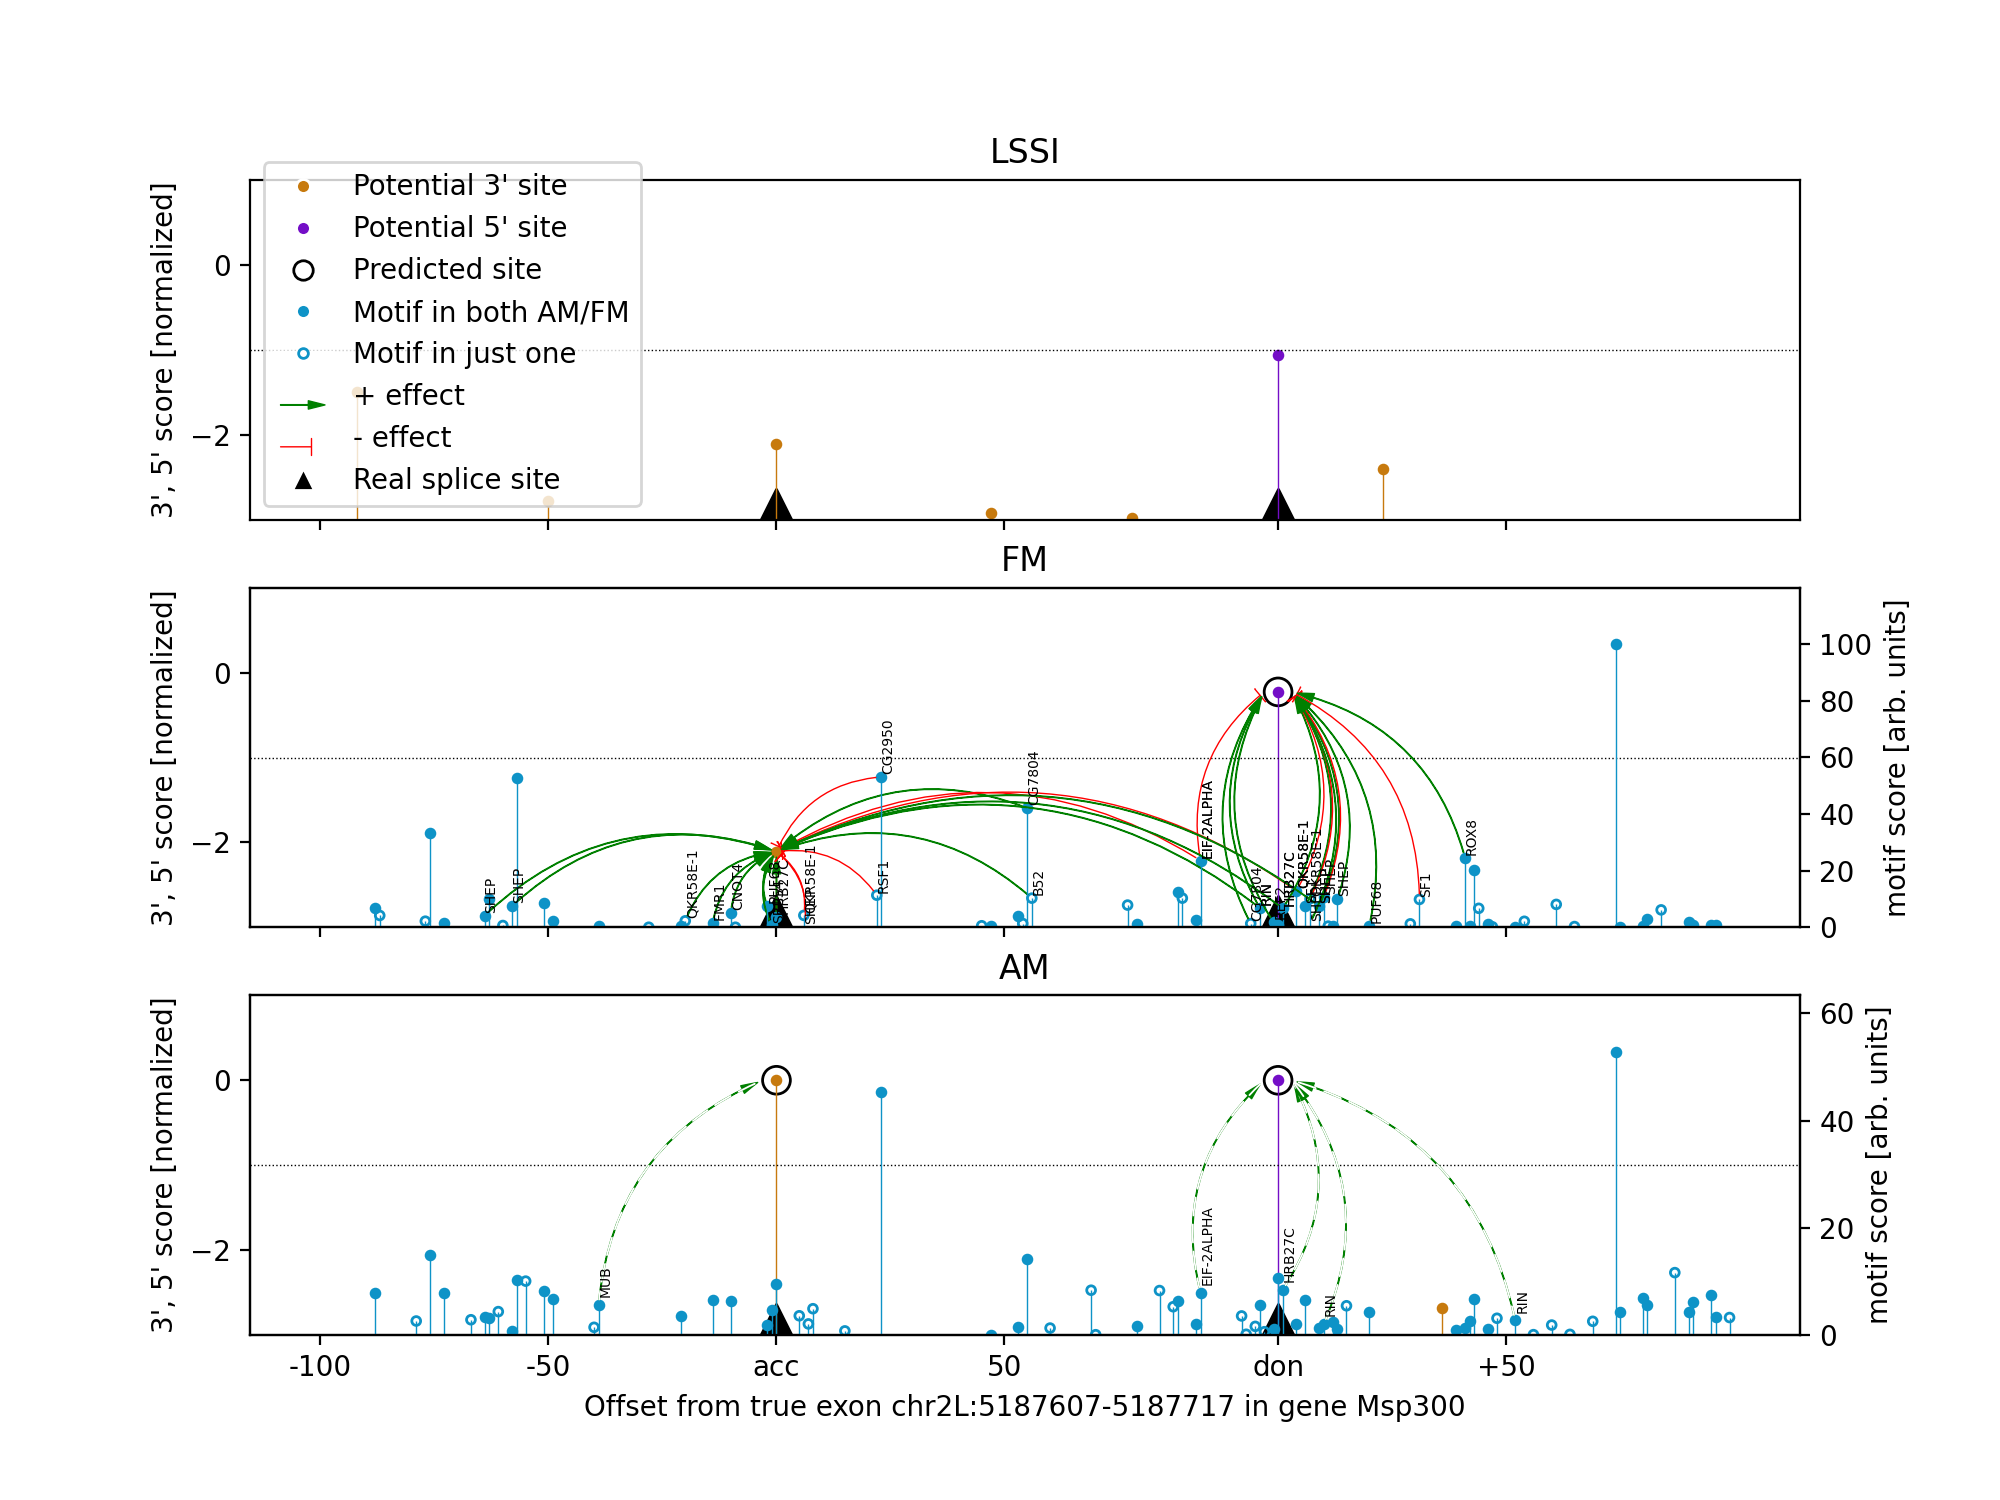 LSSI
3', 5' score [normalized]
0
−2
Potential 3' site
Potential 5' site
Predicted site
Motif in both AM/FM
Motif in just one
+ effect
- effect
Real splice site
FM
3', 5' score [normalized]
0
−2
motif score [arb. units]
100
80
60
40
20
0
SHEP
SHEP
QKR58E-1
FMR1
CNOT4
HRB27C
QKR58E-1
CG2950
RSF1
CG7804
B52
EIF-2ALPHA
HRB27C
QKR58E-1
SHEP
PUF68
SF1
ROX8
AM
3', 5' score [normalized]
0
−2
motif score [arb. units]
60
40
20
0
MUB
EIF-2ALPHA
HRB27C
RIN
RIN
-100
-50
acc
50
don
+50
Offset from true exon chr2L:5187607-5187717 in gene Msp300